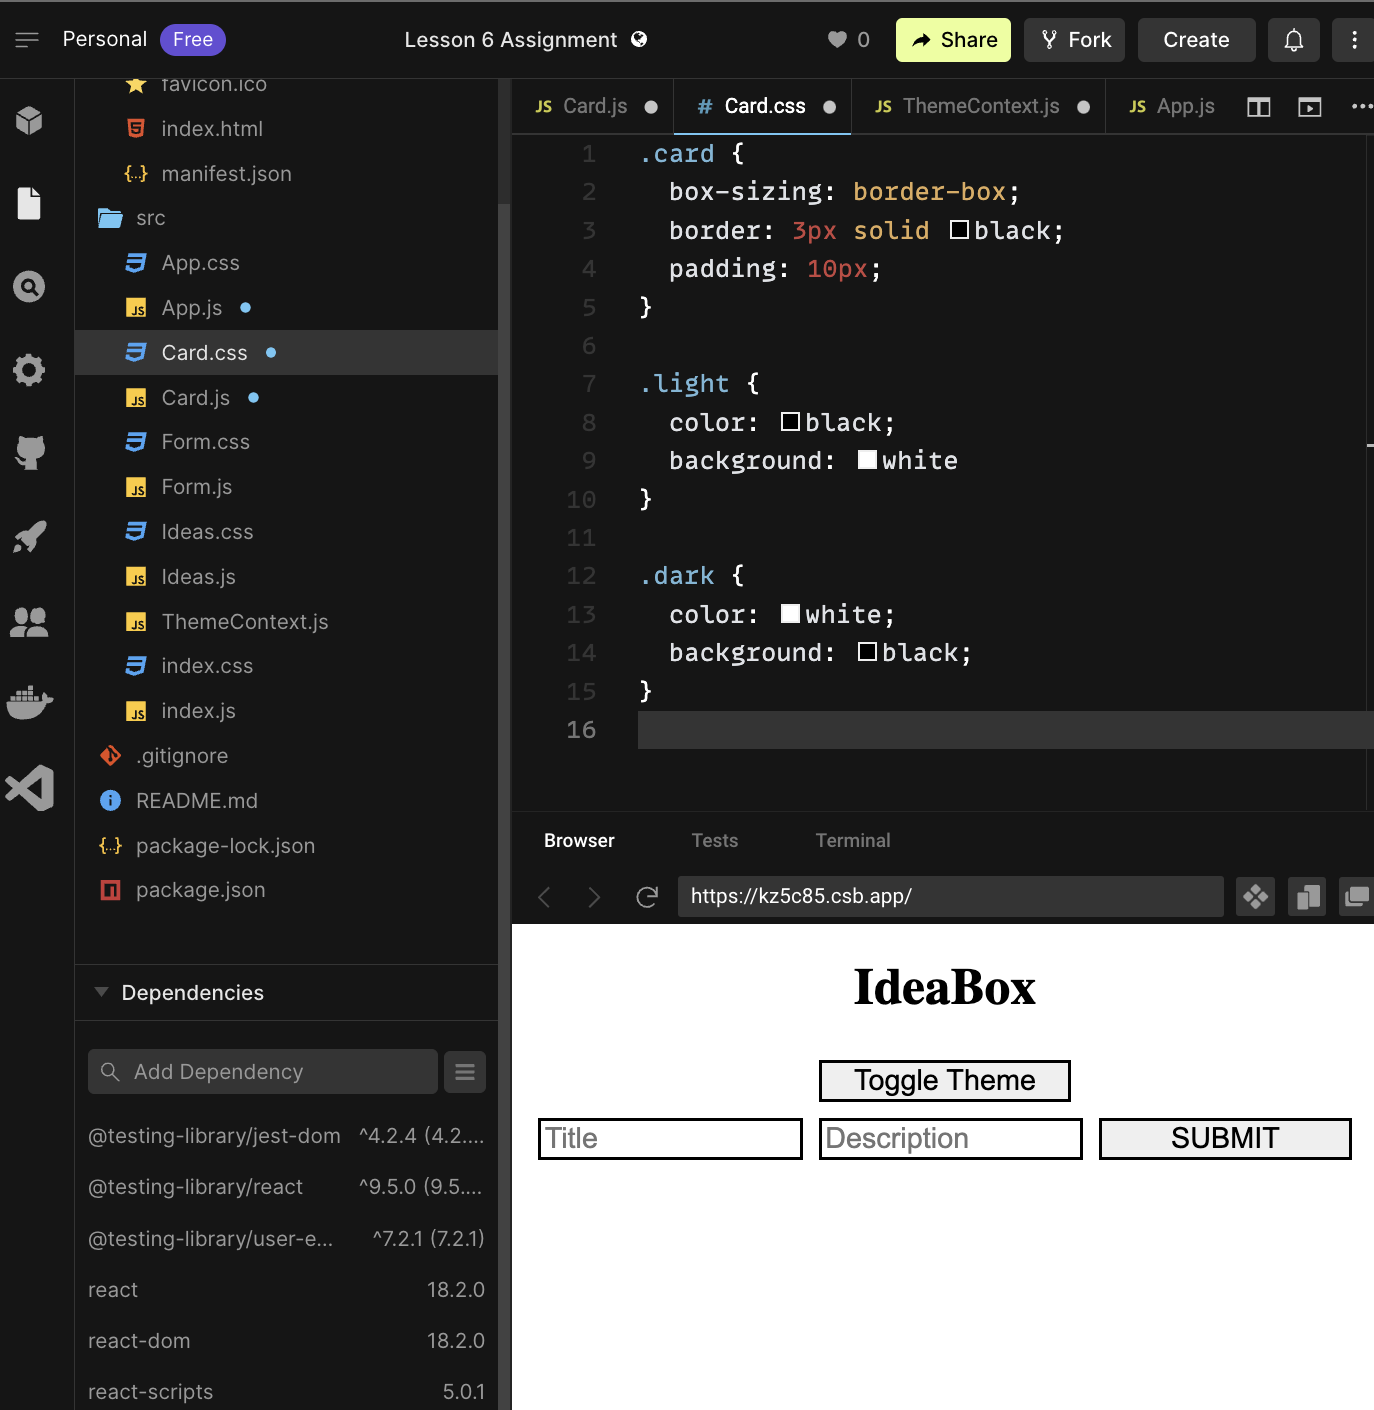 Personal Free Lesson 6 Assignment 0 Share Fork Create
favicon.ico
index.html
manifest.json
src
App.css
App.js
Card.css
Card.js
Form.css
Form.js
Ideas.css
Ideas.js
ThemeContext.js
index.css
index.js
.gitignore
README.md
package-lock.json
package.json
Dependencies
Add Dependency
@testing-library/jest-dom ^4.2.4 (4.2....
@testing-library/react ^9.5.0 (9.5....
@testing-library/user-e... ^7.2.1 (7.2.1)
react 18.2.0
react-dom 18.2.0
react-scripts 5.0.1
JS Card.js # Card.css JS ThemeContext.js JS App.js
1 .card {
2 box-sizing: border-box;
3 border: 3px solid black;
4 padding: 10px;
5 }
6
7 .light {
8 color: black;
9 background: white
10 }
11
12 .dark {
13 color: white;
14 background: black;
15 }
16
Browser Tests Terminal
https://kz5c85.csb.app/
IdeaBox
Toggle Theme
Title Description SUBMIT